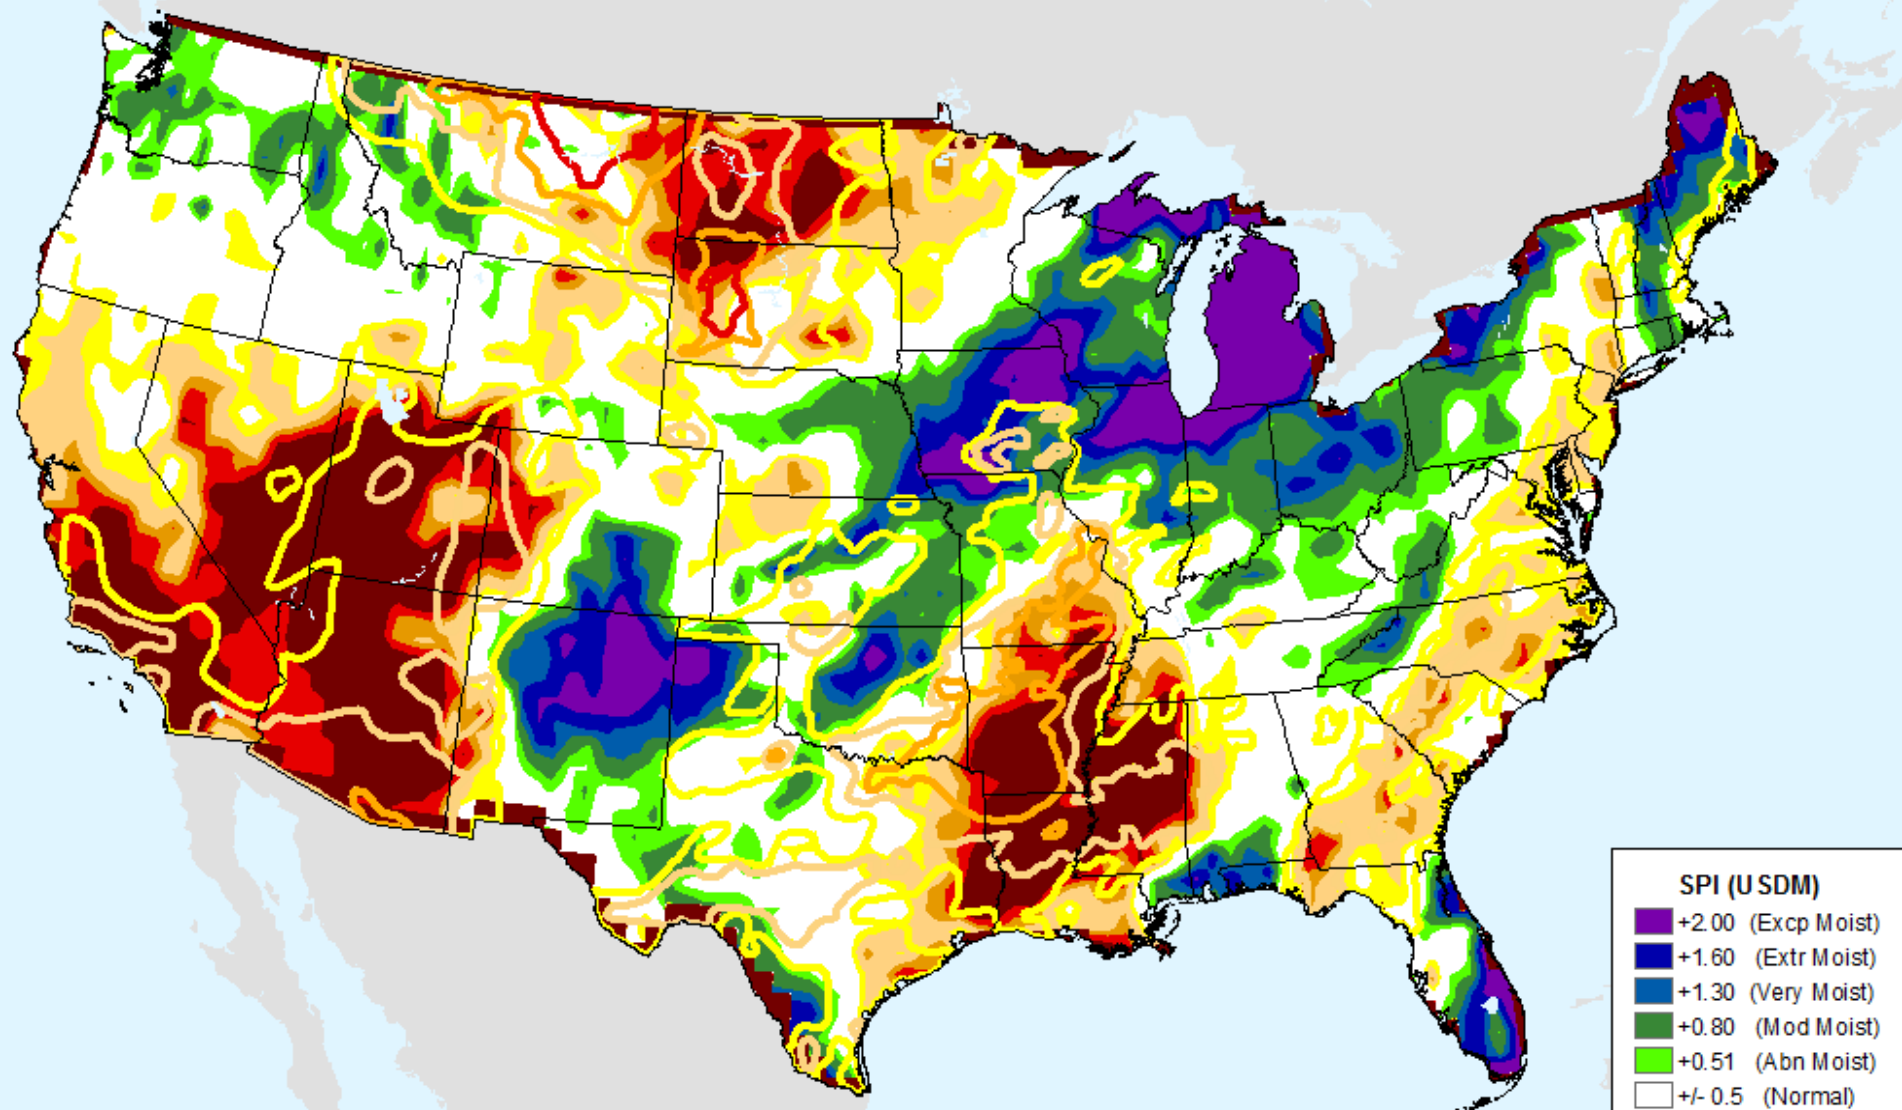 SPI (USDM)
+2.00 (Excp Moist)
+1.60 (Extr Moist)
+1.30 (Very Moist)
+0.80 (Mod Moist)
+0.51 (Abn Moist)
+/- 0.5 (Normal)